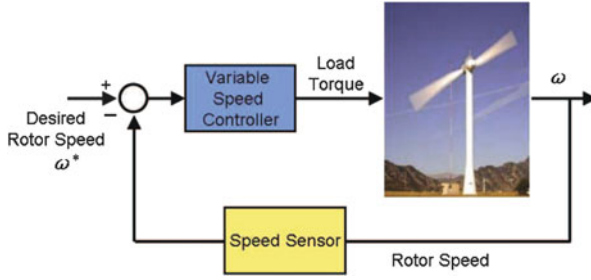 +
−
Desired
Rotor Speed
ω*
Variable
Speed
Controller
Load
Torque
ω
Speed Sensor
Rotor Speed